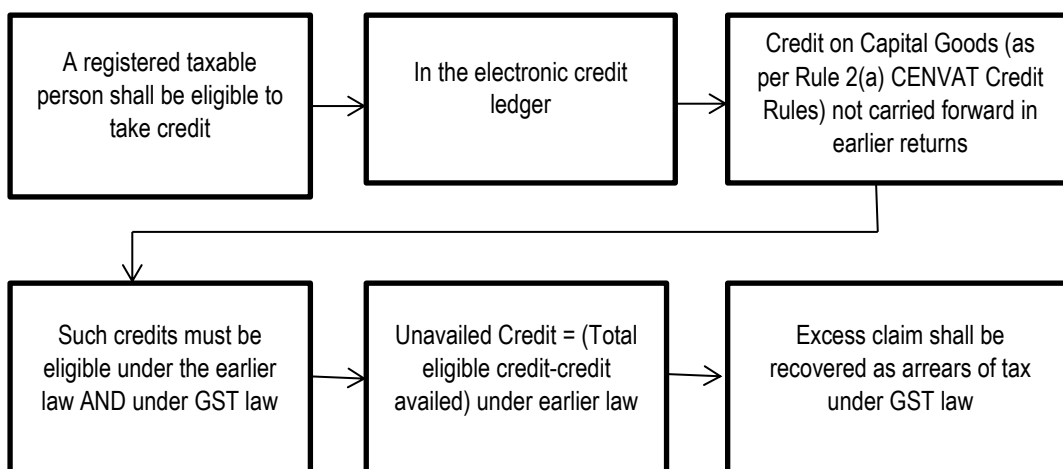 A registered taxable
person shall be eligible to
take credit
In the electronic credit
ledger
Credit on Capital Goods (as
per Rule 2(a) CENVAT Credit
Rules) not carried forward in
earlier returns
Such credits must be
eligible under the earlier
law AND under GST law
Unavailed Credit = (Total
eligible credit-credit
availed) under earlier law
Excess claim shall be
recovered as arrears of tax
under GST law